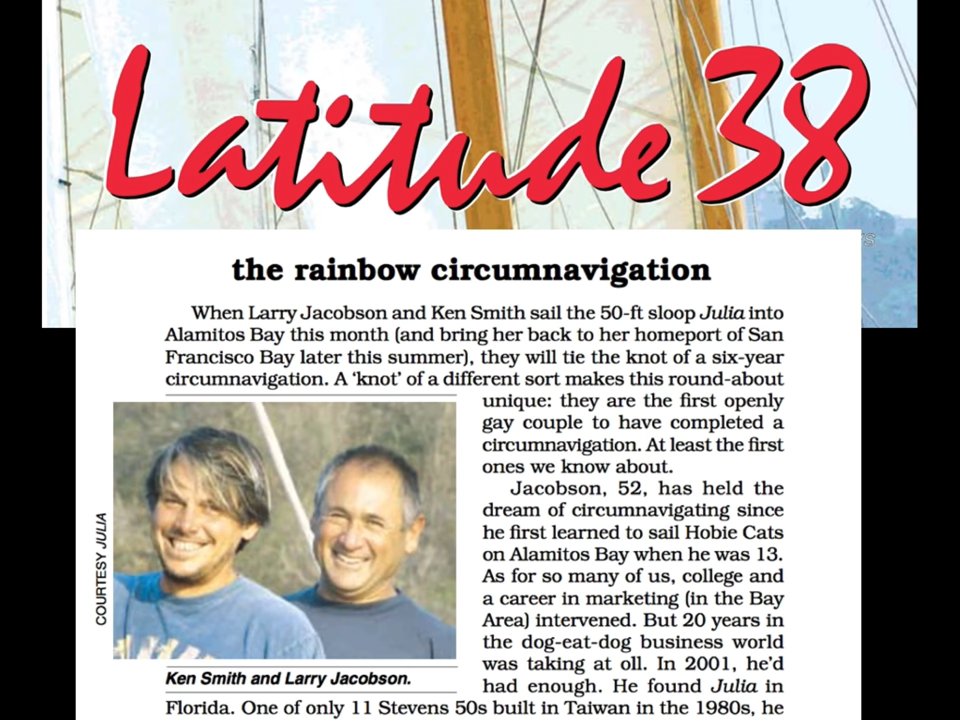 Latitude 38
the rainbow circumnavigation
When Larry Jacobson and Ken Smith sail the 50-ft sloop Julia into
Alamitos Bay this month (and bring her back to her homeport of San
Francisco Bay later this summer), they will tie the knot of a six-year
circumnavigation. A ‘knot’ of a different sort makes this round-about
unique: they are the first openly
gay couple to have completed a
circumnavigation. At least the first
ones we know about.
Jacobson, 52, has held the
dream of circumnavigating since
he first learned to sail Hobie Cats
on Alamitos Bay when he was 13.
As for so many of us, college and
a career in marketing (in the Bay
Area) intervened. But 20 years in
the dog-eat-dog business world
was taking at oll. In 2001, he’d
had enough. He found Julia in
Florida. One of only 11 Stevens 50s built in Taiwan in the 1980s, he
COURTESY JULIA
Ken Smith and Larry Jacobson.